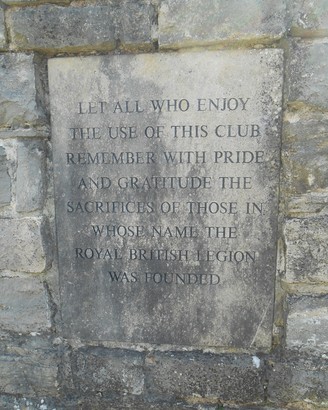 LET ALL WHO ENJOY
THE USE OF THIS CLUB
REMEMBER WITH PRIDE
AND GRATITUDE THE
SACRIFICES OF THOSE IN
WHOSE NAME THE
ROYAL BRITISH LEGION
WAS FOUNDED